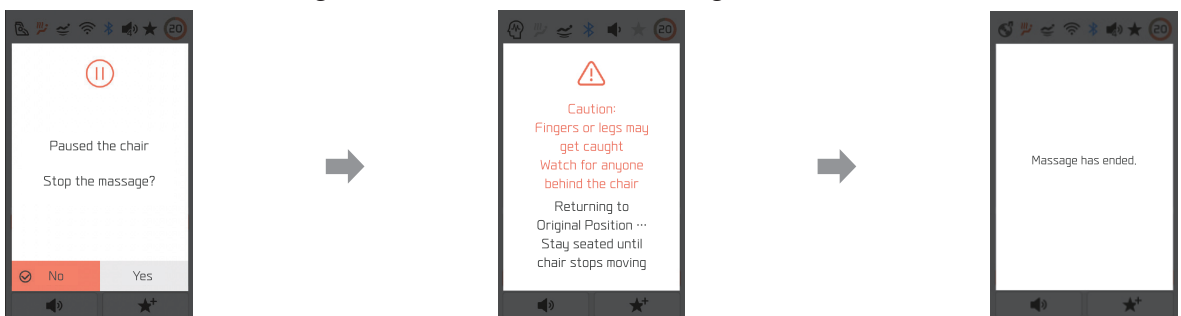 20
Paused the chair
Stop the massage?
No
Yes
20
Caution:
Fingers or legs may
get caught
Watch for anyone
behind the chair
Returning to
Original Position ···
Stay seated until
chair stops moving
20
Massage has ended.